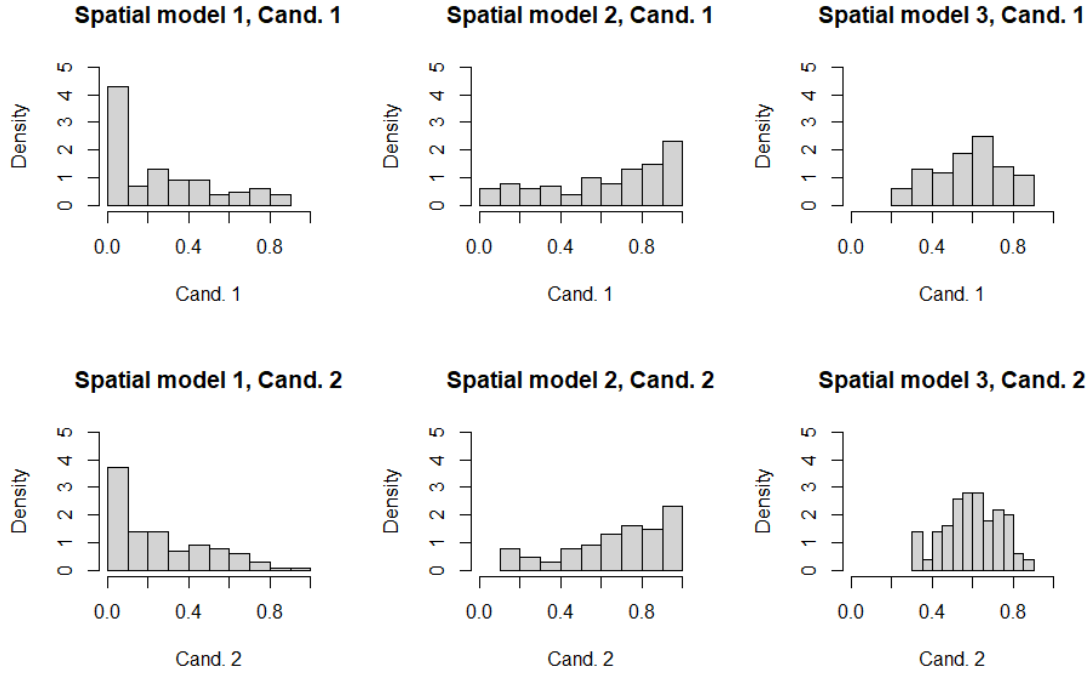 Spatial model 1, Cand. 1
Spatial model 2, Cand. 1
Spatial model 3, Cand. 1
Density
0 1 2 3 4 5
0.0 0.4 0.8
Cand. 1
Density
0 1 2 3 4 5
0.0 0.4 0.8
Cand. 1
Density
0 1 2 3 4 5
0.0 0.4 0.8
Cand. 1
Spatial model 1, Cand. 2
Spatial model 2, Cand. 2
Spatial model 3, Cand. 2
Density
0 1 2 3 4 5
0.0 0.4 0.8
Cand. 2
Density
0 1 2 3 4 5
0.0 0.4 0.8
Cand. 2
Density
0 1 2 3 4 5
0.0 0.4 0.8
Cand. 2